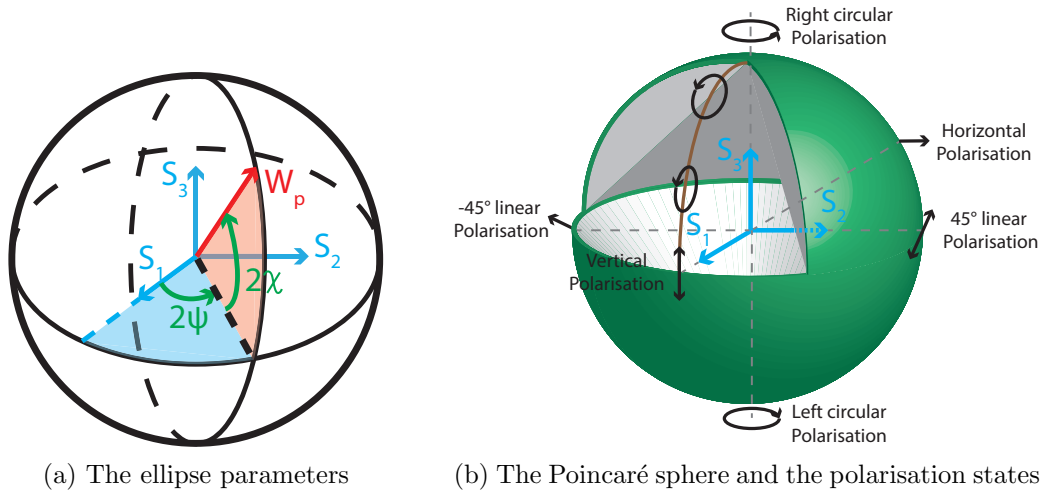 S3
Wp
S1
S2
2χ
2ψ
(a) The ellipse parameters
Right circular
Polarisation
Horizontal
Polarisation
S3
-45° linear
Polarisation
S1
S2
45° linear
Polarisation
Vertical
Polarisation
Left circular
Polarisation
(b) The Poincaré sphere and the polarisation states